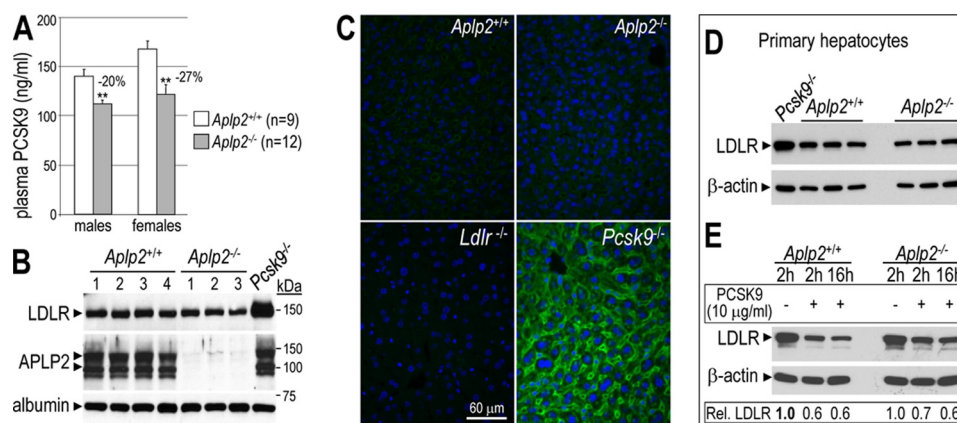 A
plasma PCSK9 (ng/ml)
200
150
100
50
0
-20%
**
-27%
**
Aplp2+/+ (n=9)
Aplp2-/- (n=12)
males females
B
Aplp2+/+ Aplp2-/- Pcsk9-/-
1 2 3 4 1 2 3 kDa
LDLR 150
APLP2 150
100
75
albumin
C
Aplp2+/+ Aplp2-/-
Ldlr-/- Pcsk9-/-
60 μm
D Primary hepatocytes
Pcsk9-/- Aplp2+/+ Aplp2-/-
LDLR
β-actin
E
Aplp2+/+ Aplp2-/-
2h 2h 16h 2h 2h 16h
PCSK9
(10 μg/ml) - + + - + +
LDLR
β-actin
Rel. LDLR 1.0 0.6 0.6 1.0 0.7 0.6